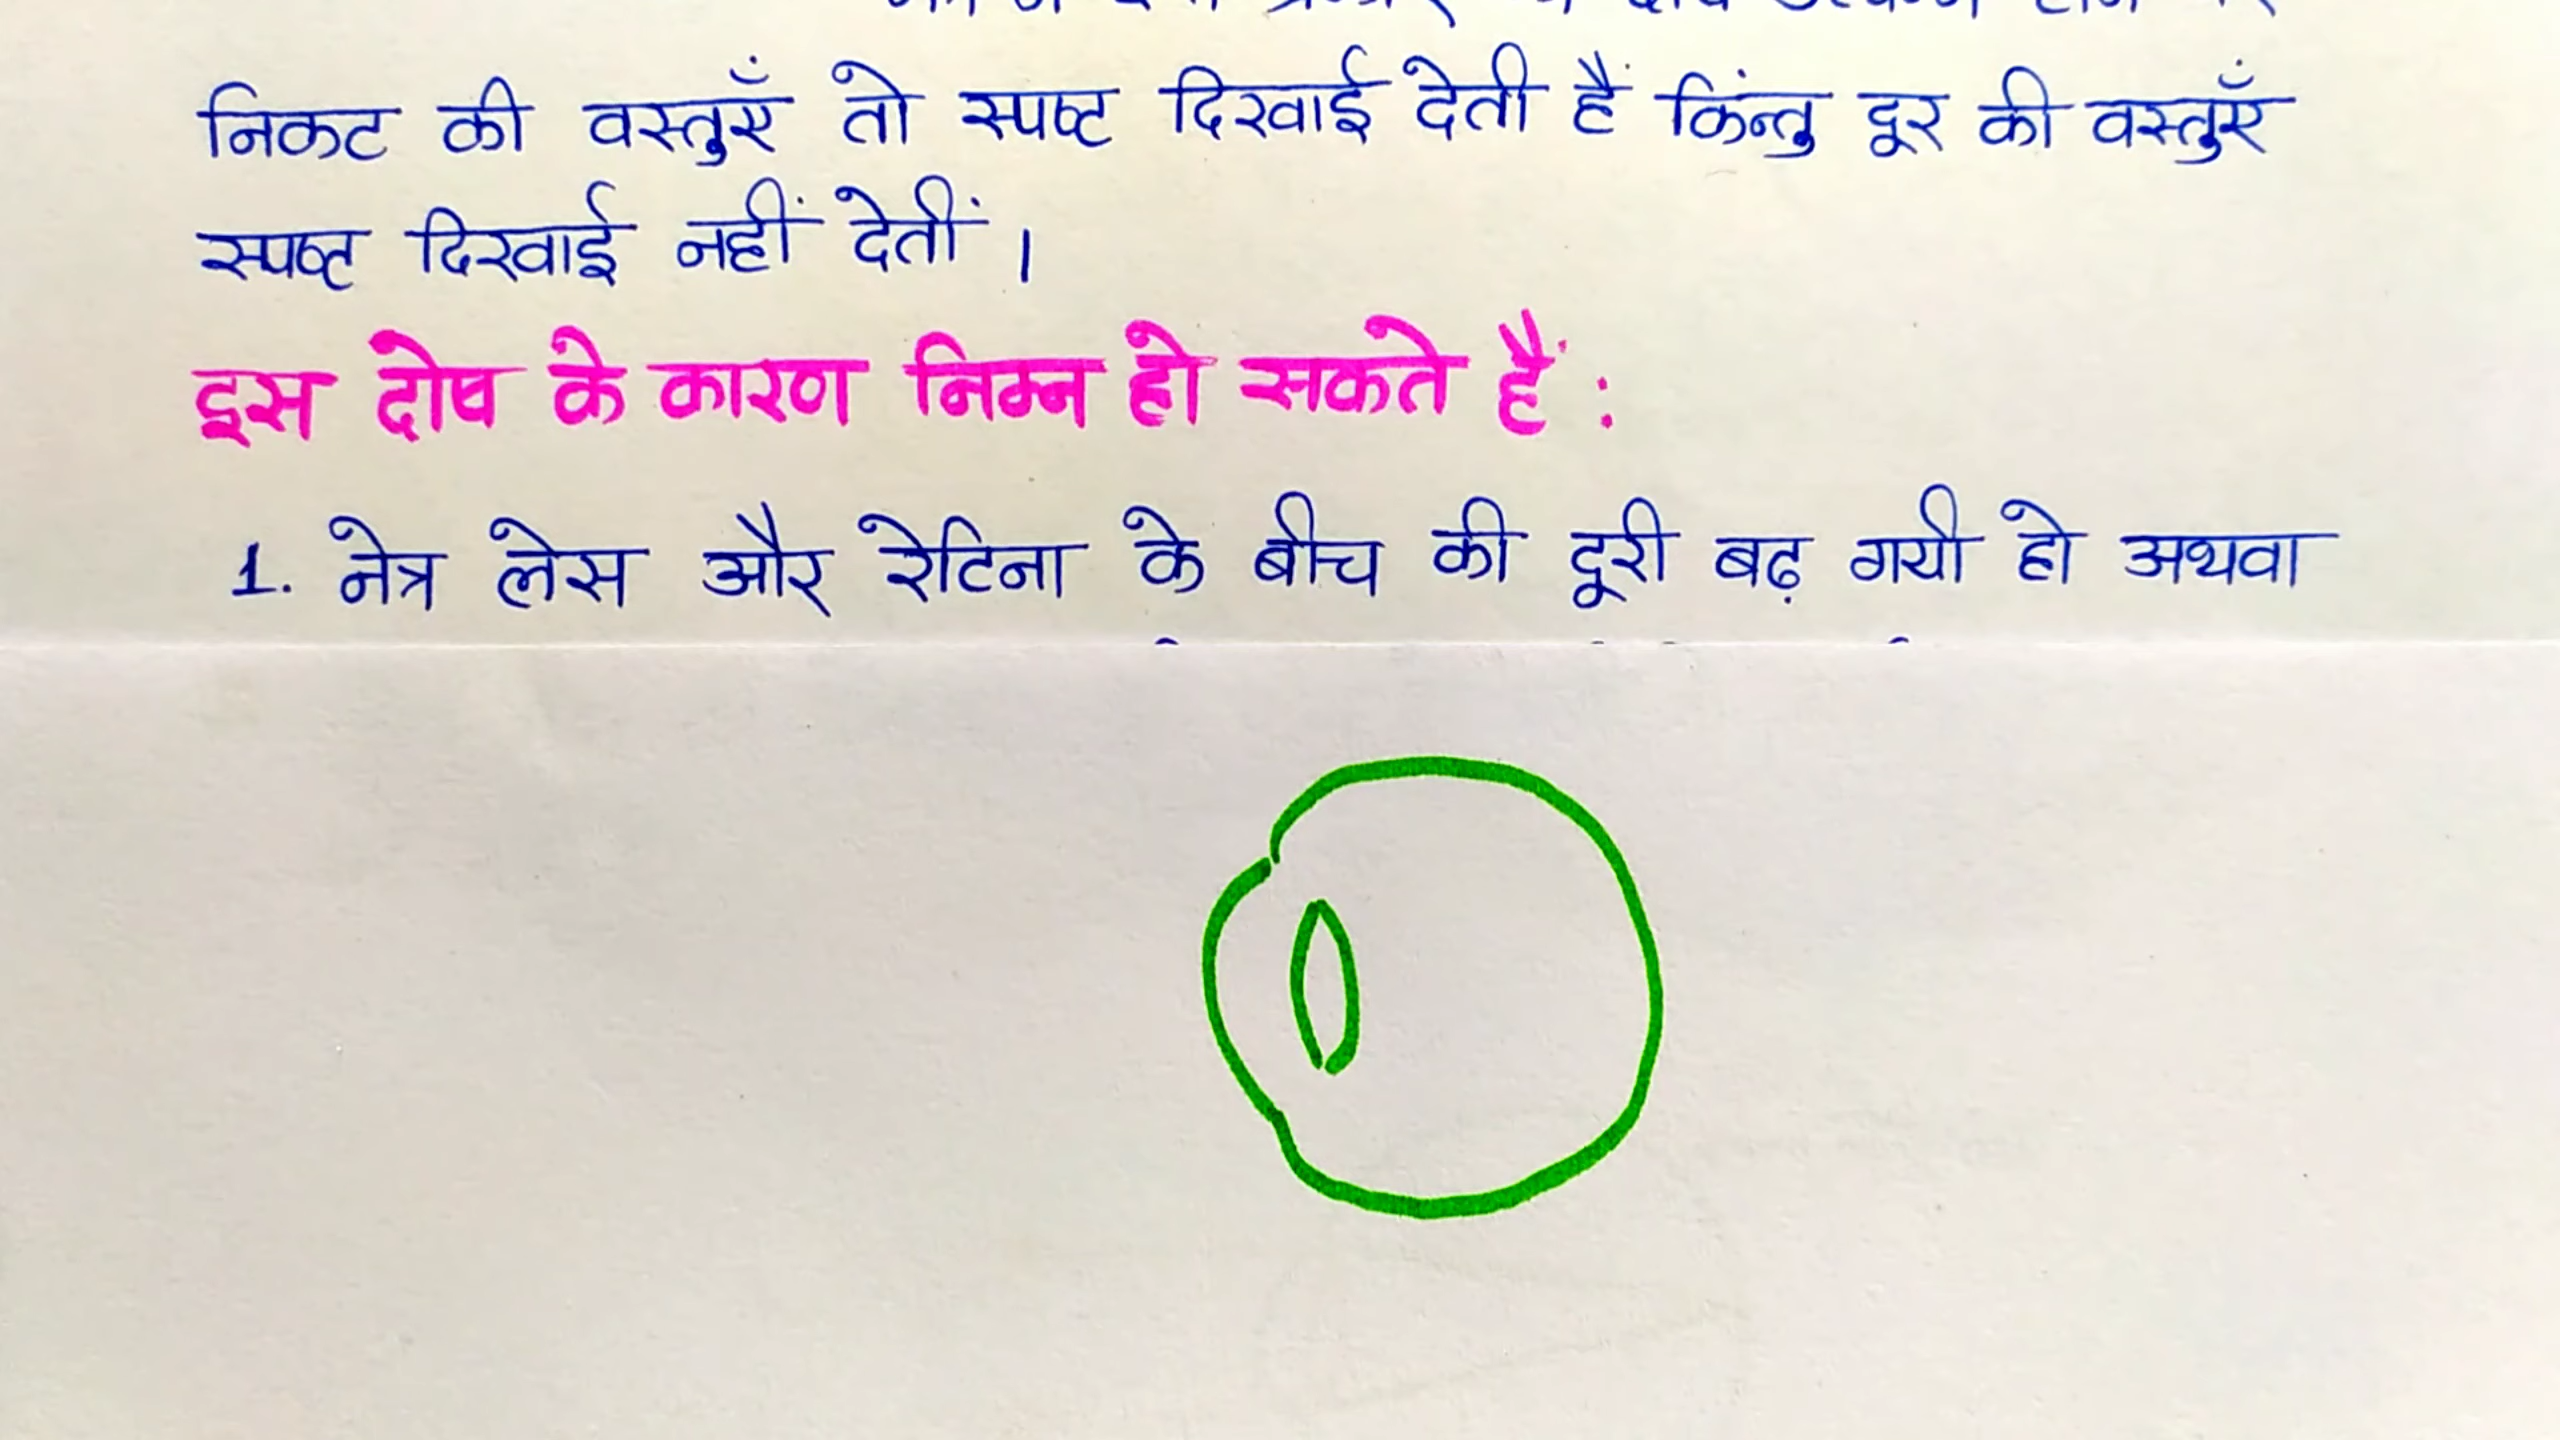 निकट की वस्तुएँ तो स्पष्ट दिखाई देती हैं किंन्तु दूर की वस्तुएँ
स्पष्ट दिखाई नहीं देतीं ।
इस दोष के कारण निम्न हो सकते हैं :
1. नेत्र लेस और रेटिना के बीच की दूरी बढ़ गयी हो अथवा